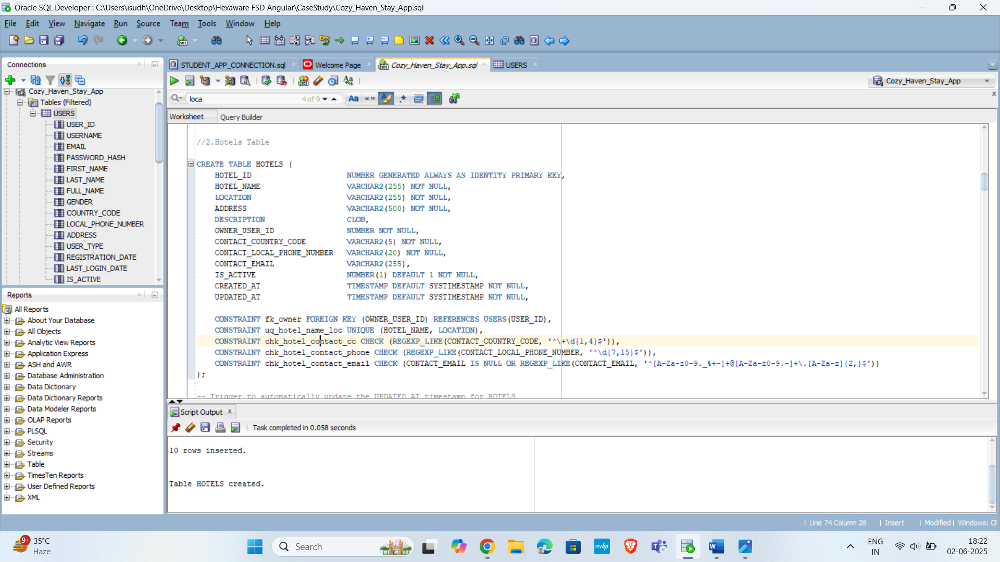 Oracle SQL Developer : C:\Users\isudh\OneDrive\Desktop\Hexaware FSD Angular\CaseStudy\Cozy_Haven_Stay_App.sql
File Edit View Navigate Run Source Team Tools Window Help
Connections
Cozy_Haven_Stay_App
Tables (Filtered)
USERS
USER_ID
USERNAME
EMAIL
PASSWORD_HASH
FIRST_NAME
LAST_NAME
FULL_NAME
GENDER
COUNTRY_CODE
LOCAL_PHONE_NUMBER
ADDRESS
USER_TYPE
REGISTRATION_DATE
LAST_LOGIN_DATE
IS_ACTIVE
Reports
All Reports
About Your Database
All Objects
Analytic View Reports
Application Express
ASH and AWR
Database Administration
Data Dictionary
Data Dictionary Reports
Data Modeler Reports
OLAP Reports
PLSQL
Security
Streams
Table
TimesTen Reports
User Defined Reports
XML
STUDENT_APP_CONNECTION.sql Welcome Page Cozy_Haven_Stay_App.sql USERS
Cozy_Haven_Stay_App
loca 4 of 9
Worksheet Query Builder
//2.Hotels Table
CREATE TABLE HOTELS (
HOTEL_ID NUMBER GENERATED ALWAYS AS IDENTITY PRIMARY KEY,
HOTEL_NAME VARCHAR2(255) NOT NULL,
LOCATION VARCHAR2(255) NOT NULL,
ADDRESS VARCHAR2(500) NOT NULL,
DESCRIPTION CLOB,
OWNER_USER_ID NUMBER NOT NULL,
CONTACT_COUNTRY_CODE VARCHAR2(5) NOT NULL,
CONTACT_LOCAL_PHONE_NUMBER VARCHAR2(20) NOT NULL,
CONTACT_EMAIL VARCHAR2(255),
IS_ACTIVE NUMBER(1) DEFAULT 1 NOT NULL,
CREATED_AT TIMESTAMP DEFAULT SYSTIMESTAMP NOT NULL,
UPDATED_AT TIMESTAMP DEFAULT SYSTIMESTAMP NOT NULL,
CONSTRAINT fk_owner FOREIGN KEY (OWNER_USER_ID) REFERENCES USERS(USER_ID),
CONSTRAINT uq_hotel_name_loc UNIQUE (HOTEL_NAME, LOCATION),
CONSTRAINT chk_hotel_contact_cc CHECK (REGEXP_LIKE(CONTACT_COUNTRY_CODE, '^\+\d{1,4}$')),
CONSTRAINT chk_hotel_contact_phone CHECK (REGEXP_LIKE(CONTACT_LOCAL_PHONE_NUMBER, '^\d{7,15}$')),
CONSTRAINT chk_hotel_contact_email CHECK (CONTACT_EMAIL IS NULL OR REGEXP_LIKE(CONTACT_EMAIL, '^[A-Za-z0-9._%+-]+@[A-Za-z0-9.-]+\.[A-Za-z]{2,}$'))
);
-- Trigger to automatically update the UPDATED_AT timestamp for HOTELS
Script Output
Task completed in 0.058 seconds
10 rows inserted.
Table HOTELS created.
Line 74 Column 28 | Insert | Modified | Windows: CF
9+ 35°C
Haze
Search
ENG
IN
18:22
02-06-2025